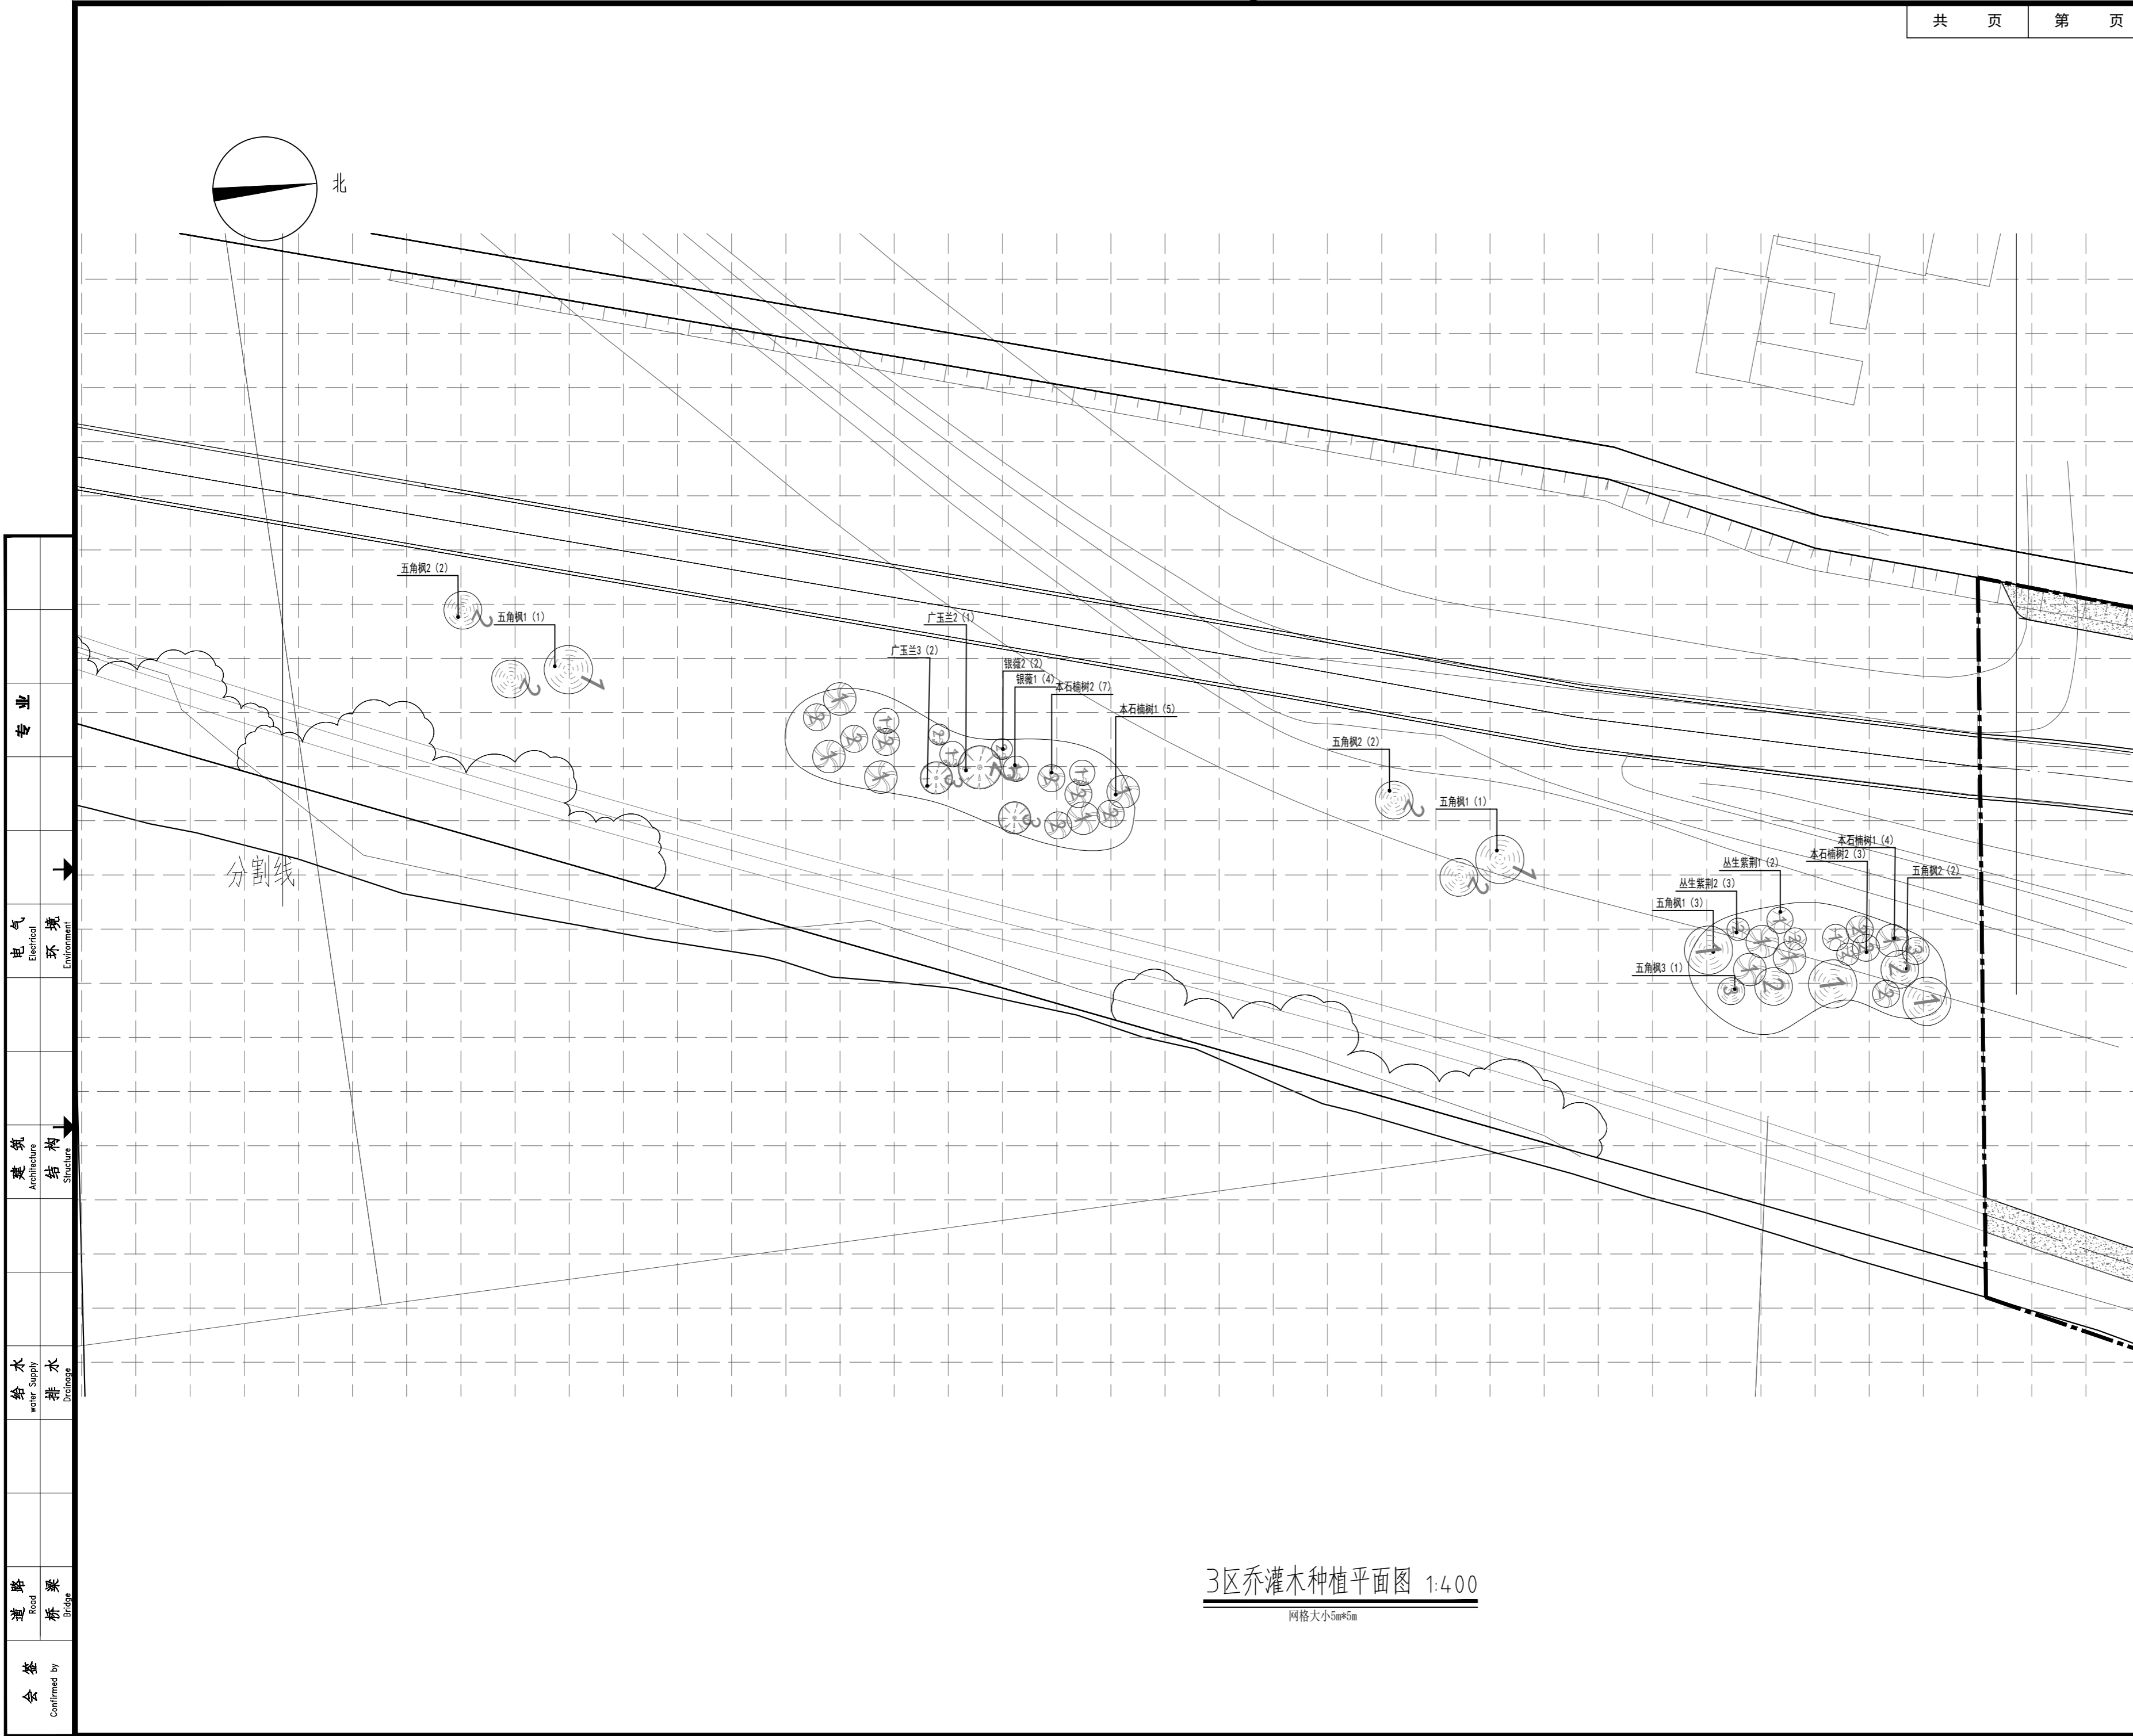 共 页 第 页
北
五角枫2（2）
五角枫1（1）
广玉兰2（1）
广玉兰3（2）
银薇2（2）
银薇1（4）
本石楠树2（7）
本石楠树1（5）
五角枫2（2）
五角枫1（1）
本石楠树1（4）
本石楠树2（3）
丛生紫荆1（2）
五角枫2（2）
丛生紫荆2（3）
五角枫1（3）
五角枫3（1）
分割线
专 业
电 气
Electrical
环 境
Environment
建 筑
Architecture
结 构
Structure
给 水
water Supply
排 水
Drainage
道 路
Road
桥 梁
Bridge
会 签
Confirmed by
3区乔灌木种植平面图 1:400
网格大小5m*5m